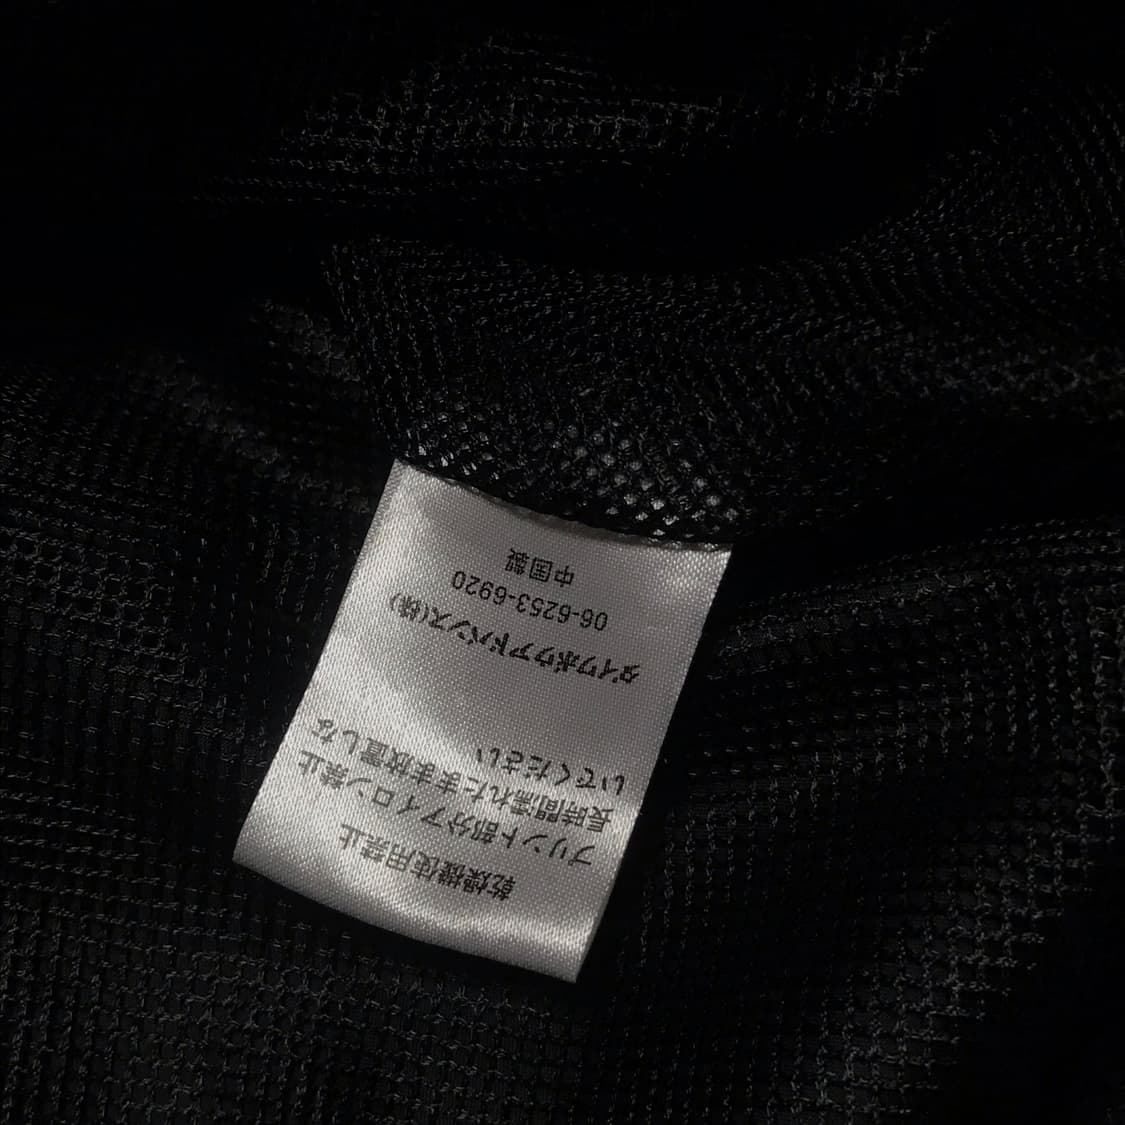 乾燥機使用禁止
プリント部分アイロン禁止
長時間濡れたまま放置しな
いでください
ダイワボウアドバンス(株)
06-6253-6920
中国製